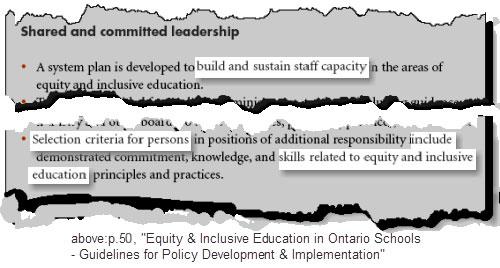 Shared and committed leadership
• A system plan is developed to build and sustain staff capacity in the areas of
equity and inclusive education.
• Selection criteria for persons in positions of additional responsibility include
demonstrated commitment, knowledge, and skills related to equity and inclusive
education principles and practices.
above:p.50, "Equity & Inclusive Education in Ontario Schools
- Guidelines for Policy Development & Implementation"